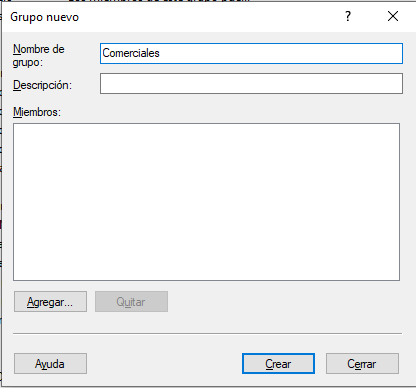 Grupo nuevo
Nombre de
grupo:
Comerciales
Descripción:
Miembros:
Agregar...
Quitar
Ayuda
Crear
Cerrar